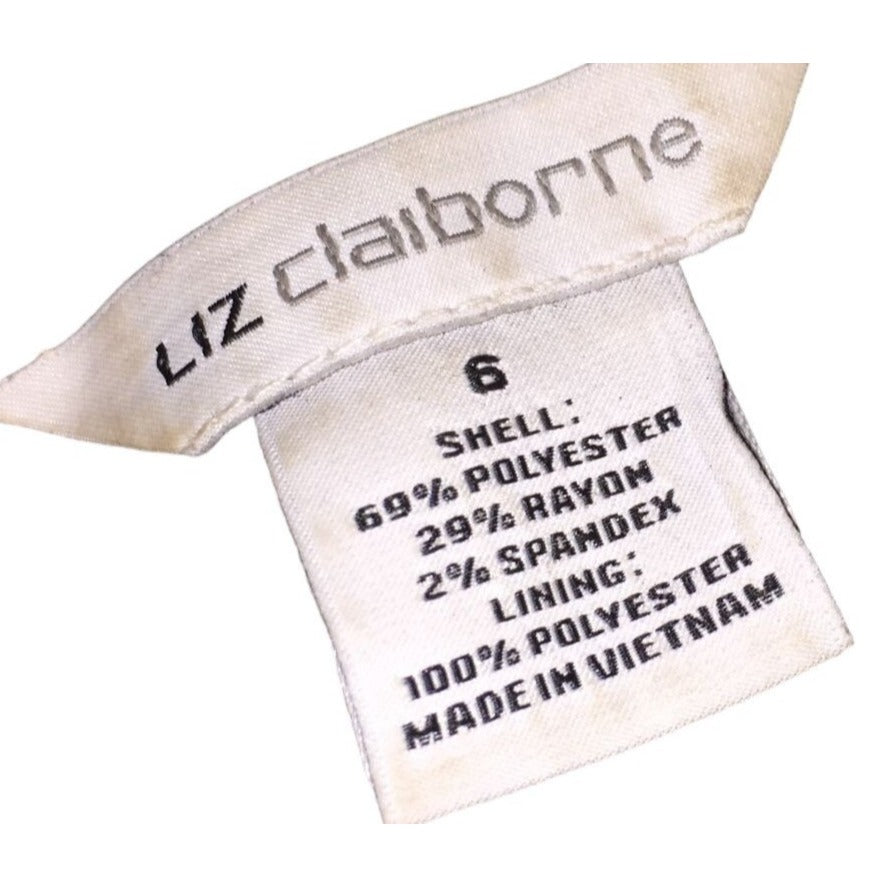 LIZ claiborne
6
SHELL:
69% POLYESTER
29% RAYON
2% SPANDEX
LINING:
100% POLYESTER
MADE IN VIETNAM